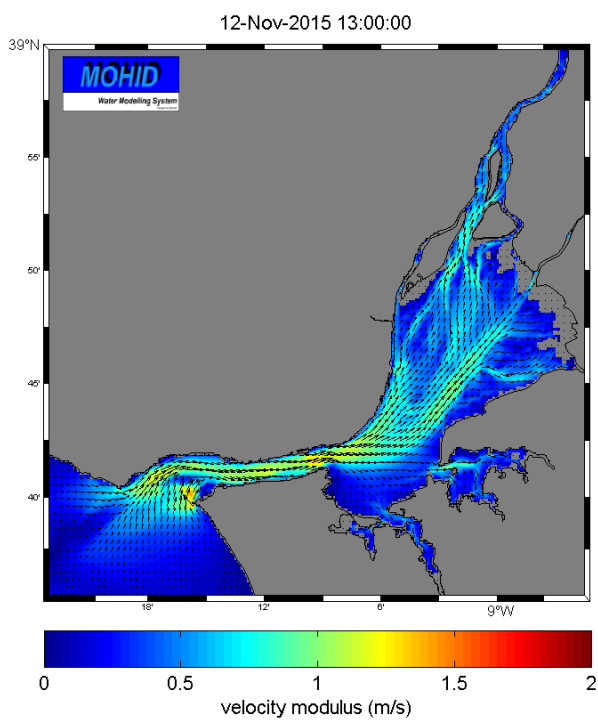 12-Nov-2015 13:00:00
39°N
MOHID
Water Modelling System
55'
50'
45'
40'
18'
12'
6'
9°W
0
0.5
1
1.5
2
velocity modulus (m/s)